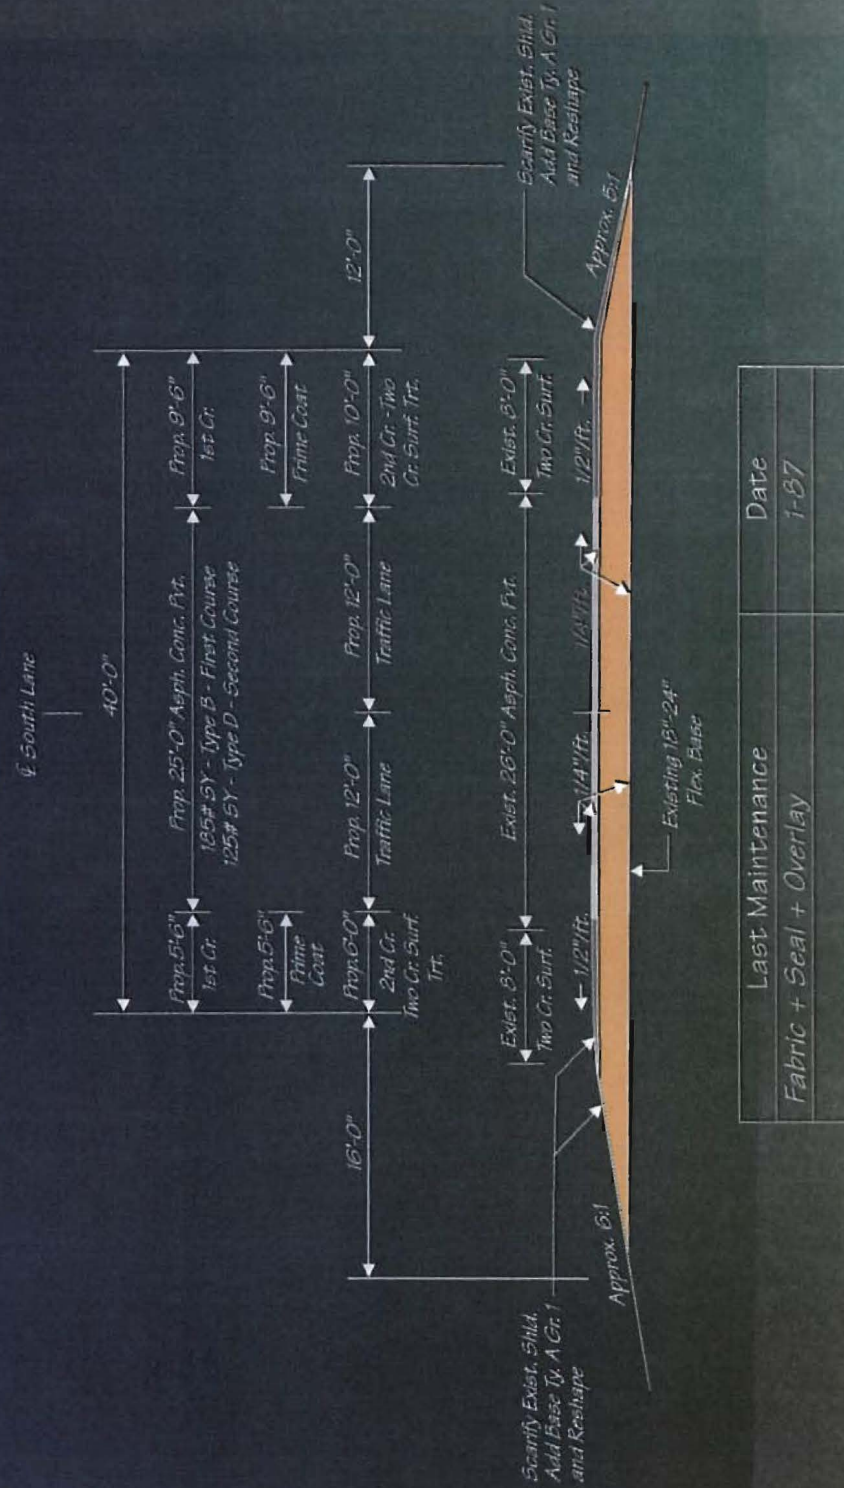 ℄ South Lane
40'-0"
Prop. 5'-6"
1st Cr.
Prop. 25'-0" Asph. Conc. Pvt.
185# SY - Type B - First Course
125# SY - Type D - Second Course
Prop. 9'-6"
1st Cr.
Prop. 5'-6"
Prime
Coat
Prop. 9'-6"
Prime Coat
16'-0"
Prop. 6'-0"
2nd Cr.
Two Cr. Surf.
Trt.
Prop. 12'-0"
Traffic Lane
Prop. 12'-0"
Traffic Lane
Prop. 10'-0"
2nd Cr. -Two
Cr. Surf. Trt.
12'-0"
Exist. 8'-0"
Two Cr. Surf.
Exist. 26'-0" Asph. Conc. Pvt.
Exist. 8'-0"
Two Cr. Surf.
Scarify Exist. Shld.
Add Base Ty. A Gr. 1
and Reshape
Scarify Exist. Shld.
Add Base Ty. A Gr. 1
and Reshape
1/2"/ft.
1/4"/ft.
1/4"/ft.
1/2"/ft.
Approx. 6:1
Approx. 6:1
Existing 18"-24"
Flex. Base
Last Maintenance Date
Fabric + Seal + Overlay 1-87